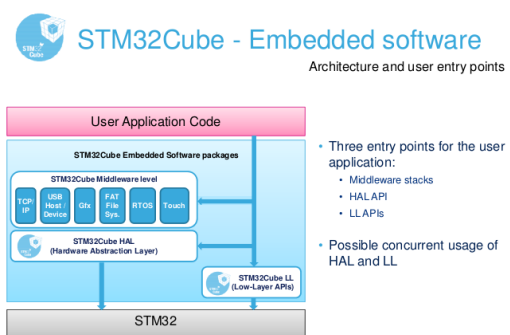 STM32Cube - Embedded software
STM32
Cube
Architecture and user entry points
User Application Code
STM32Cube Embedded Software packages
STM32Cube Middleware level
TCP/
IP
USB
Host /
Device
Gfx
FAT
File
Sys.
RTOS
Touch
STM32Cube HAL
(Hardware Abstraction Layer)
STM32Cube LL
(Low-Layer APIs)
STM32
• Three entry points for the user
application:
• Middleware stacks
• HAL API
• LL APIs
• Possible concurrent usage of
HAL and LL